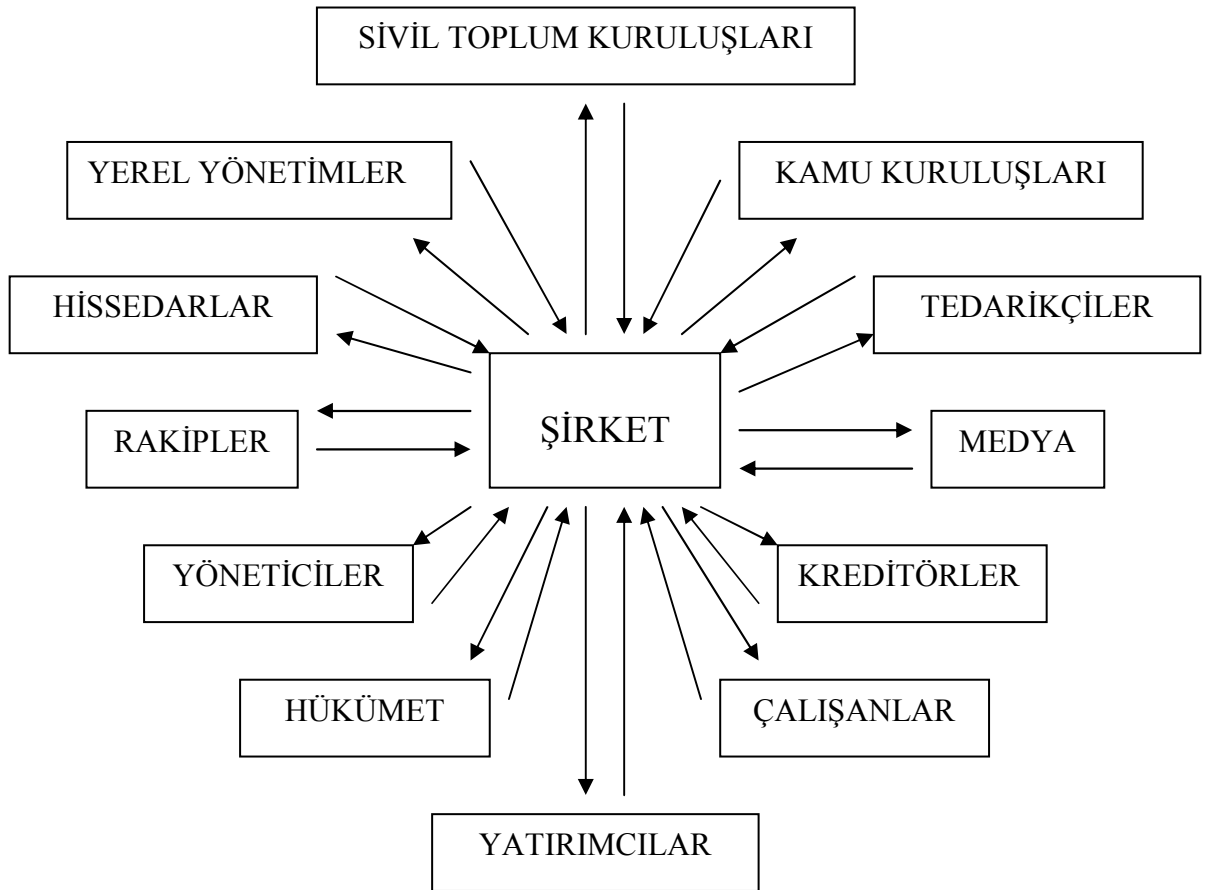 SİVİL TOPLUM KURULUŞLARI
YEREL YÖNETİMLER
KAMU KURULUŞLARI
HİSSEDARLAR
TEDARİKÇİLER
ŞİRKET
RAKİPLER
MEDYA
YÖNETİCİLER
KREDİTÖRLER
HÜKÜMET
ÇALIŞANLAR
YATIRIMCILAR